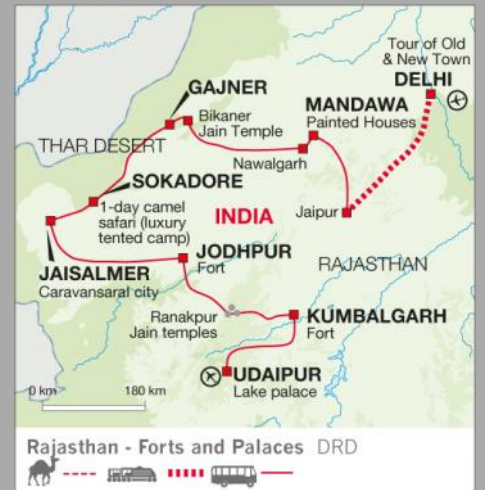 Tour of Old
& New Town
DELHI
GAJNER
Bikaner
Jain Temple
MANDAWA
Painted Houses
THAR DESERT
Nawalgarh
SOKADORE
1-day camel
safari (luxury
tented camp)
INDIA
Jaipur
JODHPUR
Fort
RAJASTHAN
JAISALMER
Caravansaral city
Ranakpur
Jain temples
KUMBALGARH
Fort
UDAIPUR
Lake palace
0 km
180 km
Rajasthan - Forts and Palaces DRD